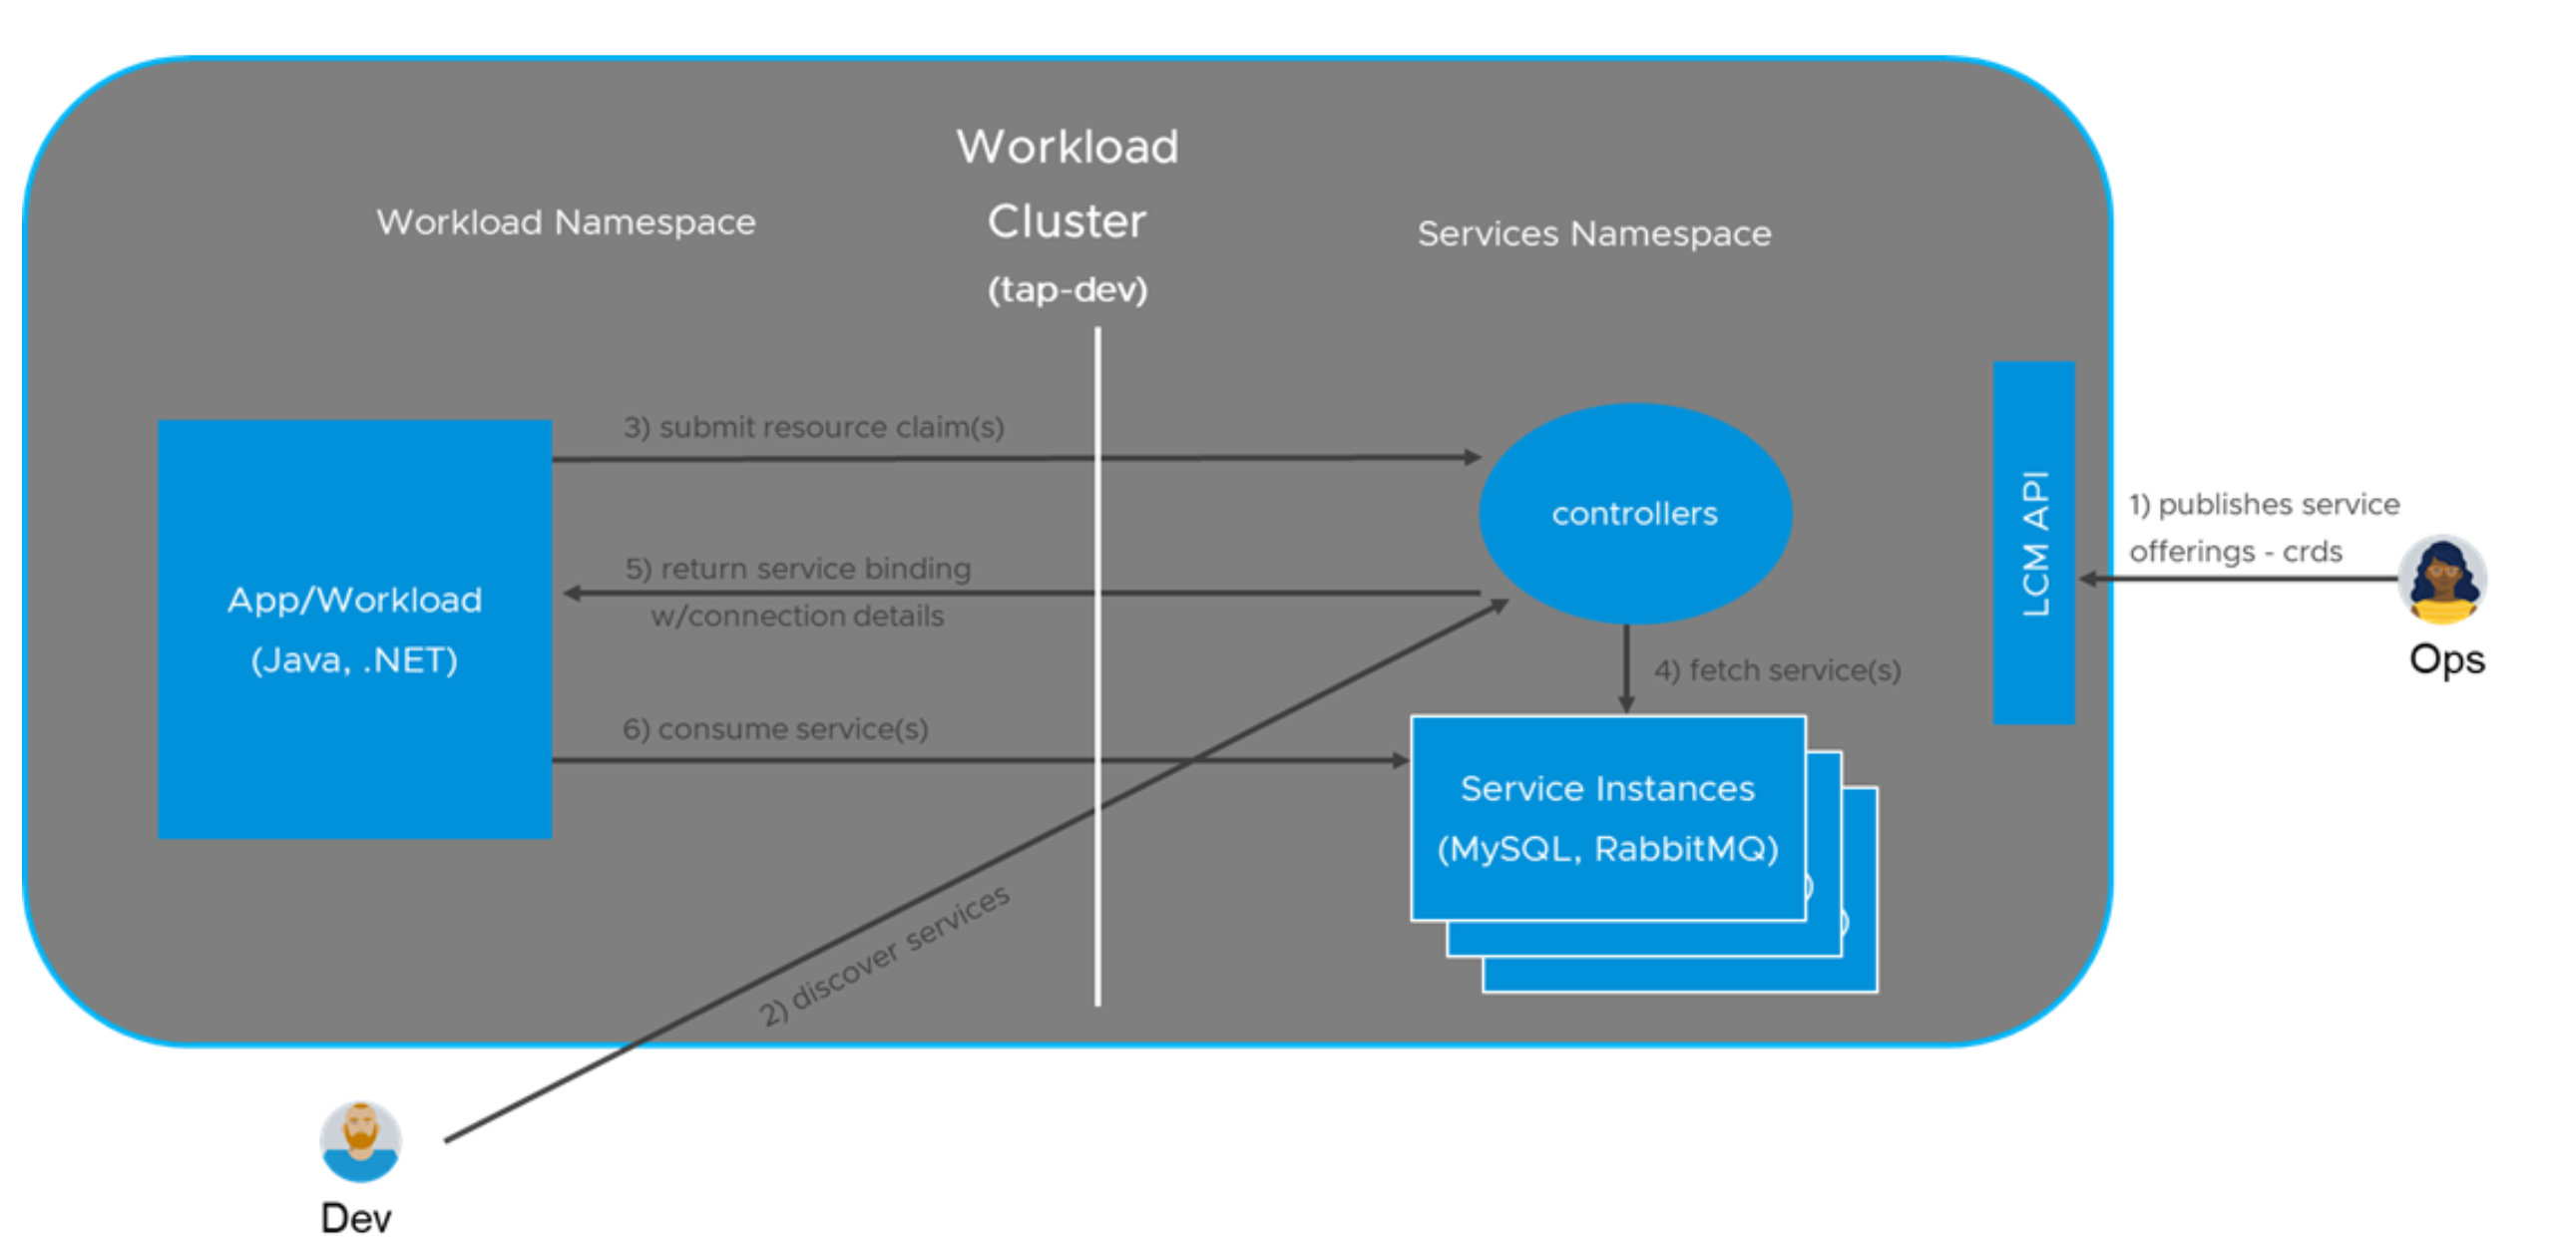 Workload
Cluster
(tap-dev)
Workload Namespace
Services Namespace
3) submit resource claim(s)
controllers
LCM API
1) publishes service
offerings - crds
Ops
App/Workload
(Java, .NET)
5) return service binding
w/connection details
4) fetch service(s)
6) consume service(s)
Service Instances
(MySQL, RabbitMQ)
)
)
2) discover services
Dev